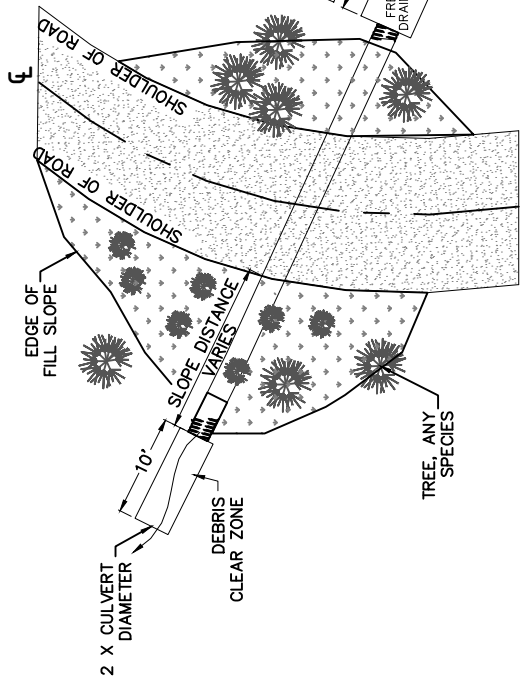 ℄
SHOULDER OF ROAD
SHOULDER OF ROAD
EDGE OF
FILL SLOPE
SLOPE DISTANCE
VARIES
10'
2 X CULVERT
DIAMETER
DEBRIS
CLEAR ZONE
TREE, ANY
SPECIES